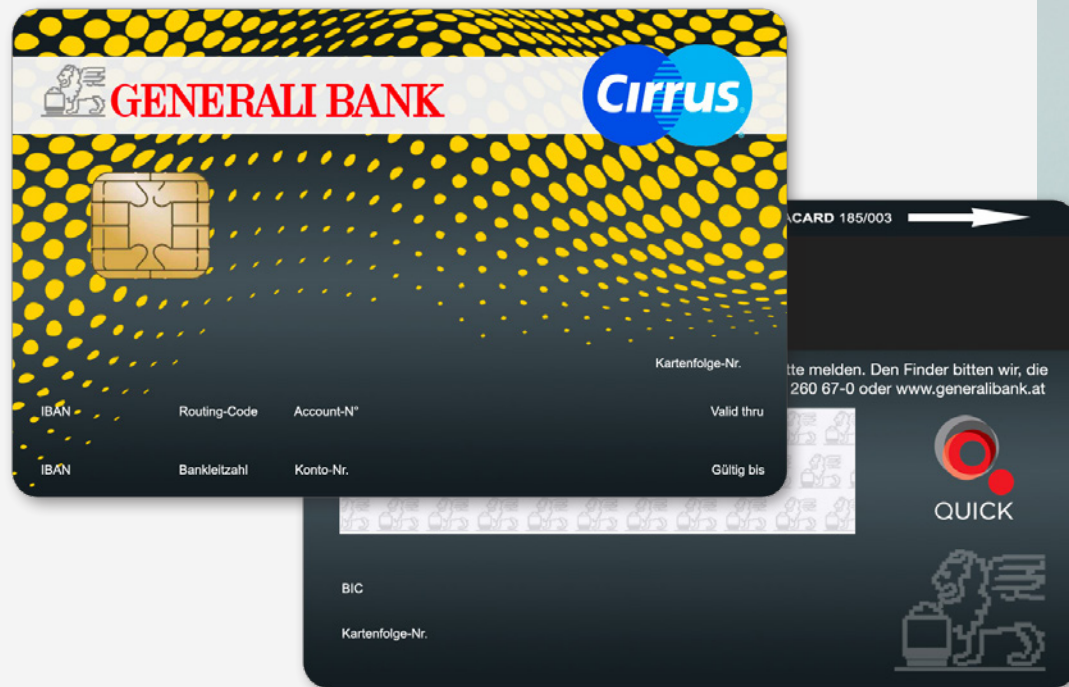 GENERALI BANK
Cirrus
Kartenfolge-Nr.
IBAN Routing-Code Account-N° Valid thru
IBAN Bankleitzahl Konto-Nr. Gültig bis
CARD 185/003
tte melden. Den Finder bitten wir, die
260 67-0 oder www.generalibank.at
QUICK
BIC
Kartenfolge-Nr.